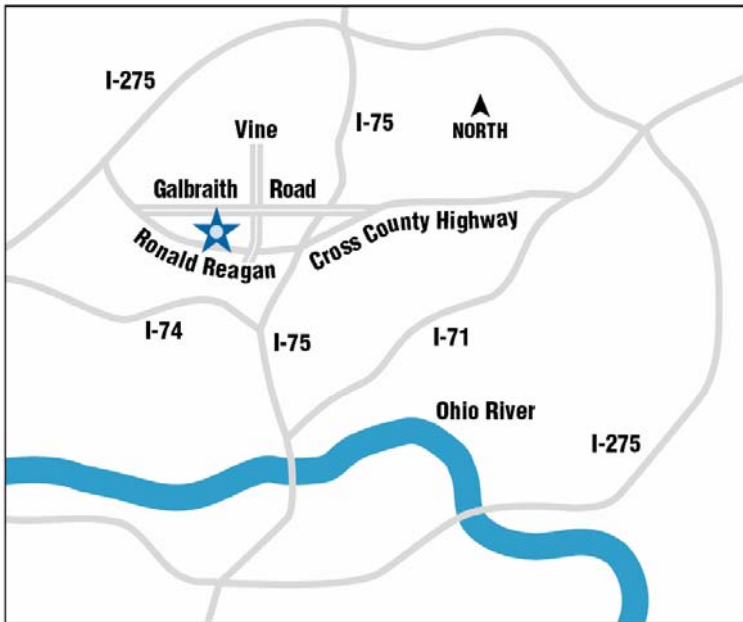 I-275
Vine
I-75
NORTH
Galbraith Road
Ronald Reagan
Cross County Highway
I-74
I-75
I-71
Ohio River
I-275